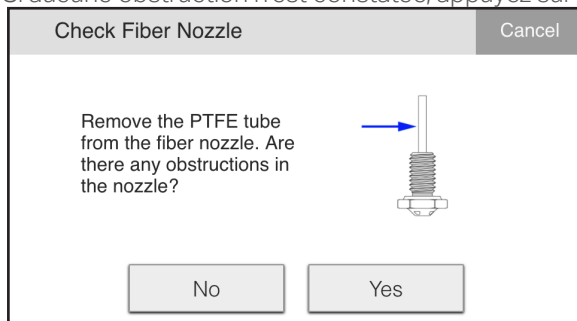 Check Fiber Nozzle
Cancel
Remove the PTFE tube
from the fiber nozzle. Are
there any obstructions in
the nozzle?
No
Yes